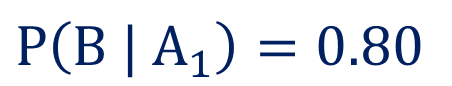 P(B | A₁) = 0.80